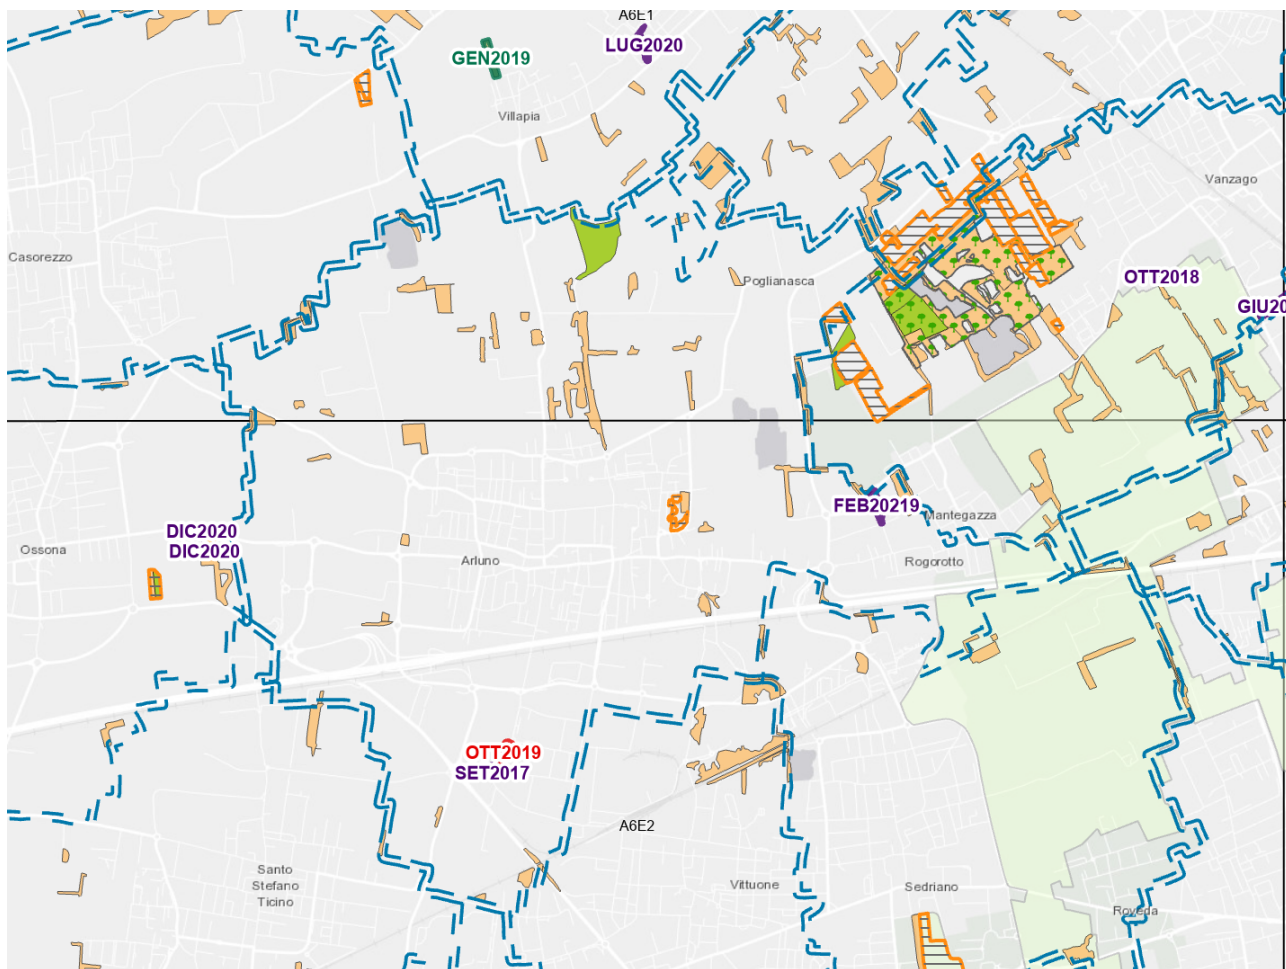 A6E1
LUG2020
GEN2019
Villapia
Vanzago
Casorezzo
Poglianasca
OTT2018
GIU20
FEB20219
Mantegazza
DIC2020
DIC2020
Ossona
Arluno
Rogorotto
OTT2019
SET2017
A6E2
Santo
Stefano
Ticino
Vittuone
Sedriano
Roveda